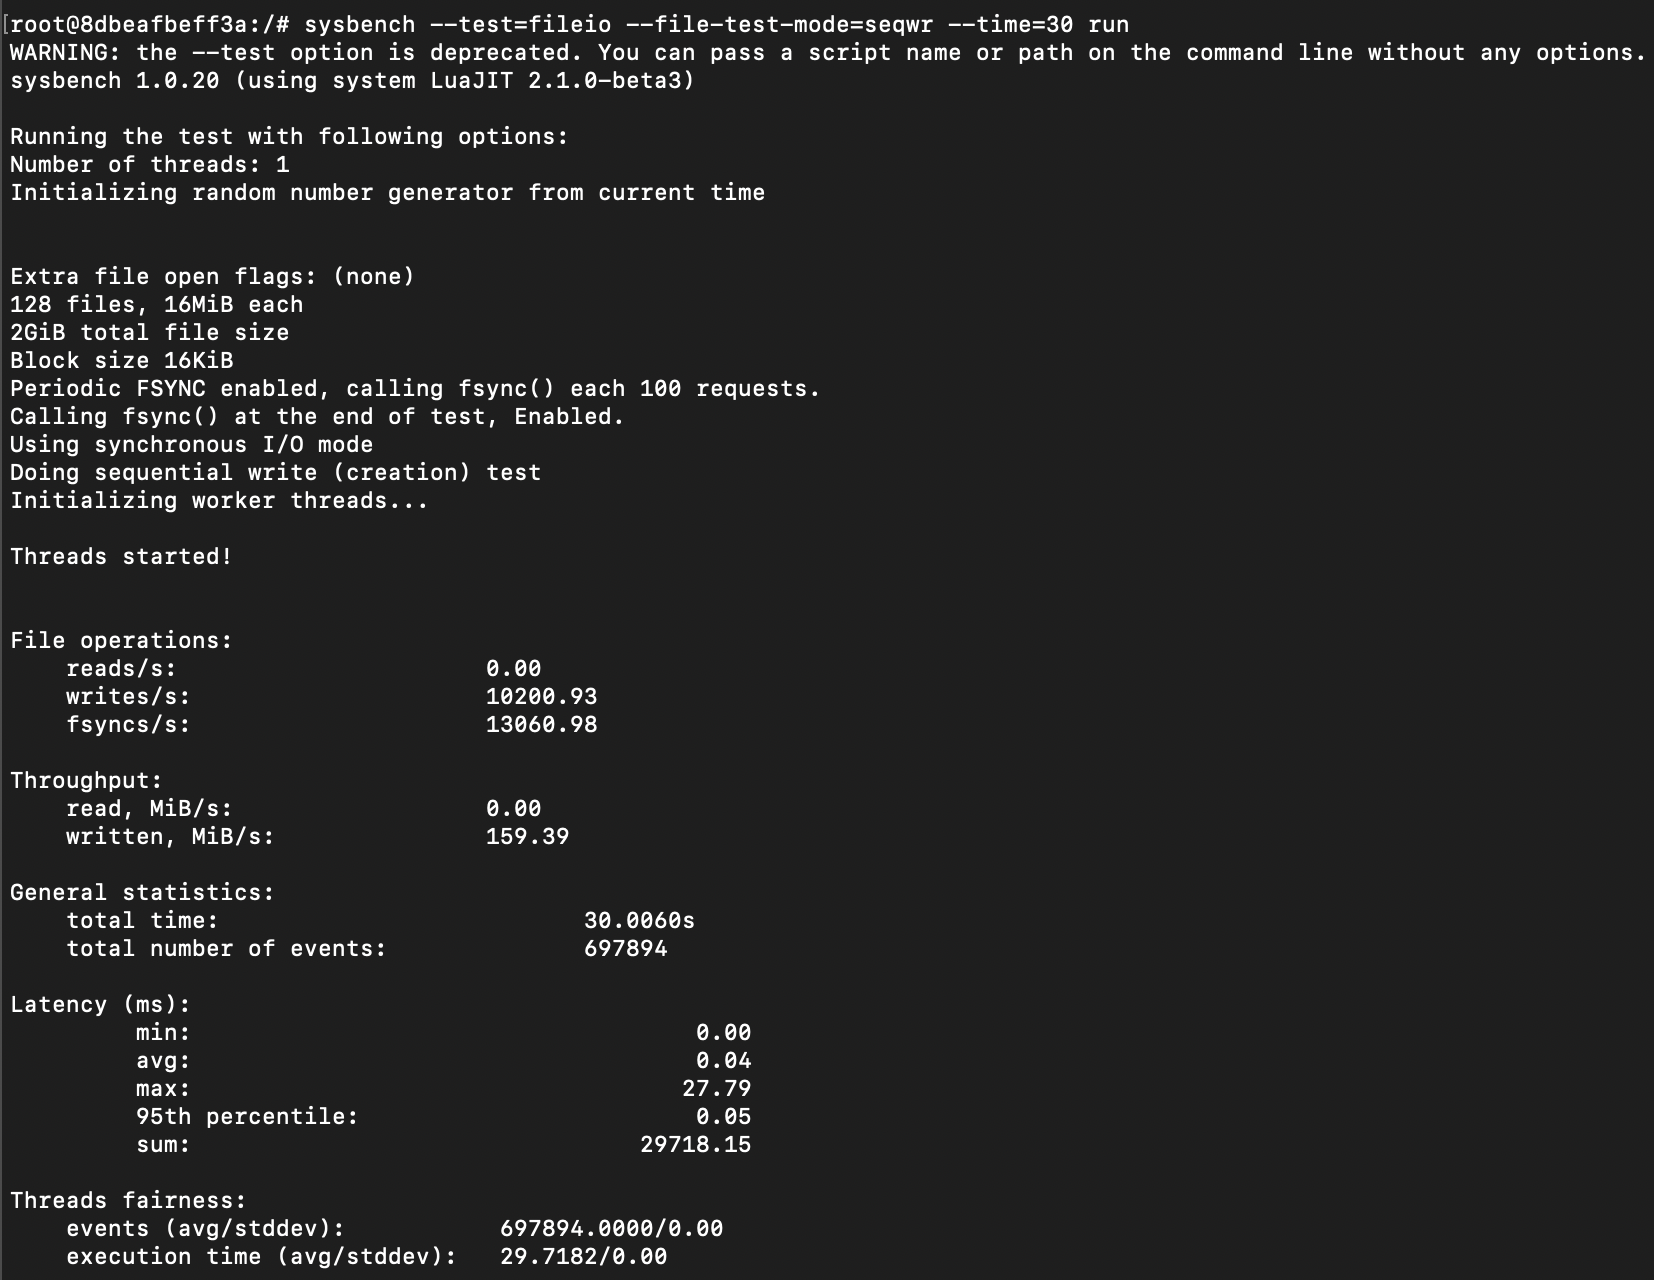 [root@8dbeafbeff3a:/# sysbench --test=fileio --file-test-mode=seqwr --time=30 run
WARNING: the --test option is deprecated. You can pass a script name or path on the command line without any options.
sysbench 1.0.20 (using system LuaJIT 2.1.0-beta3)
Running the test with following options:
Number of threads: 1
Initializing random number generator from current time
Extra file open flags: (none)
128 files, 16MiB each
2GiB total file size
Block size 16KiB
Periodic FSYNC enabled, calling fsync() each 100 requests.
Calling fsync() at the end of test, Enabled.
Using synchronous I/O mode
Doing sequential write (creation) test
Initializing worker threads...
Threads started!
File operations:
reads/s: 0.00
writes/s: 10200.93
fsyncs/s: 13060.98
Throughput:
read, MiB/s: 0.00
written, MiB/s: 159.39
General statistics:
total time: 30.0060s
total number of events: 697894
Latency (ms):
min: 0.00
avg: 0.04
max: 27.79
95th percentile: 0.05
sum: 29718.15
Threads fairness:
events (avg/stddev): 697894.0000/0.00
execution time (avg/stddev): 29.7182/0.00